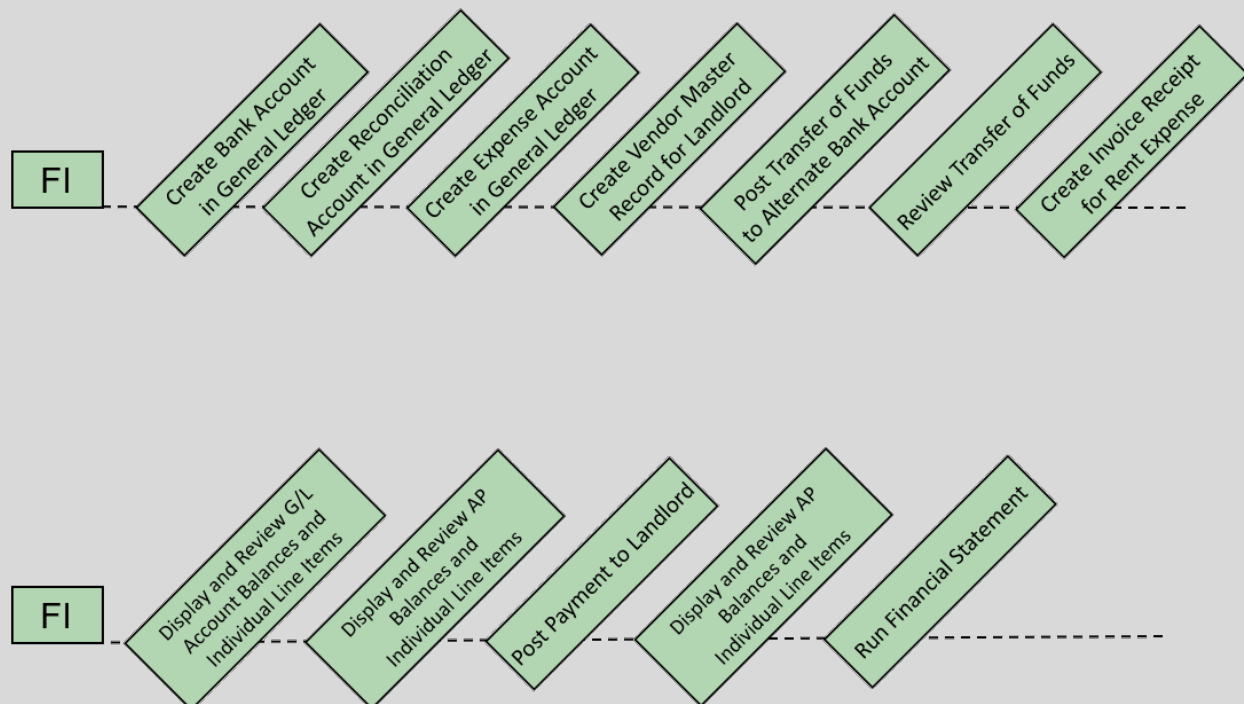 FI
Create Bank Account
in General Ledger
Create Reconciliation
Account in General Ledger
Create Expense Account
in General Ledger
Create Vendor Master
Record for Landlord
Post Transfer of Funds
to Alternate Bank Account
Review Transfer of Funds
Create Invoice Receipt
for Rent Expense
FI
Display and Review G/L
Account Balances and
Individual Line Items
Display and Review AP
Balances and
Individual Line Items
Post Payment to Landlord
Display and Review AP
Balances and
Individual Line Items
Run Financial Statement